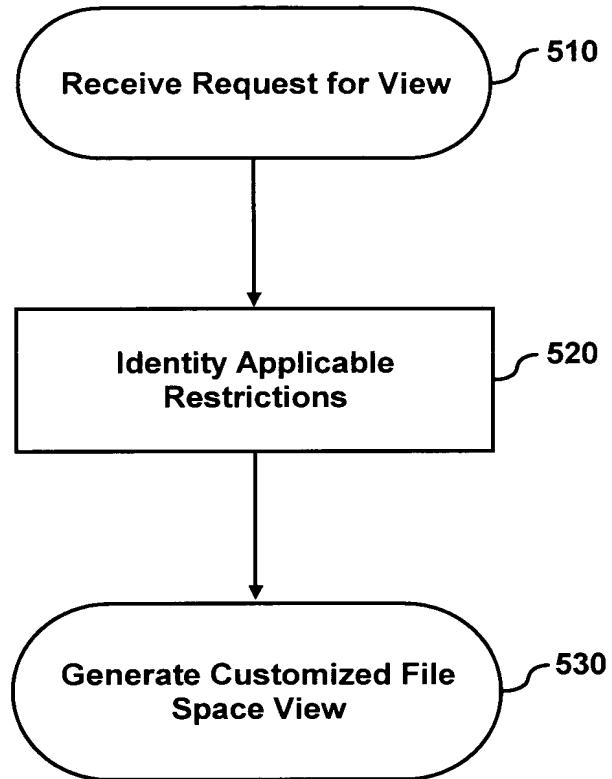 Receive Request for View
510
Identity Applicable
Restrictions
520
Generate Customized File
Space View
530